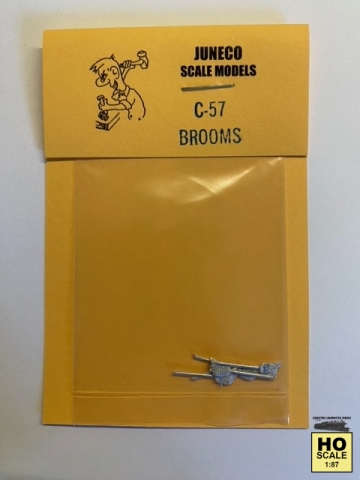 JUNECO
SCALE MODELS
C-57
BROOMS
HO
SCALE
1:87